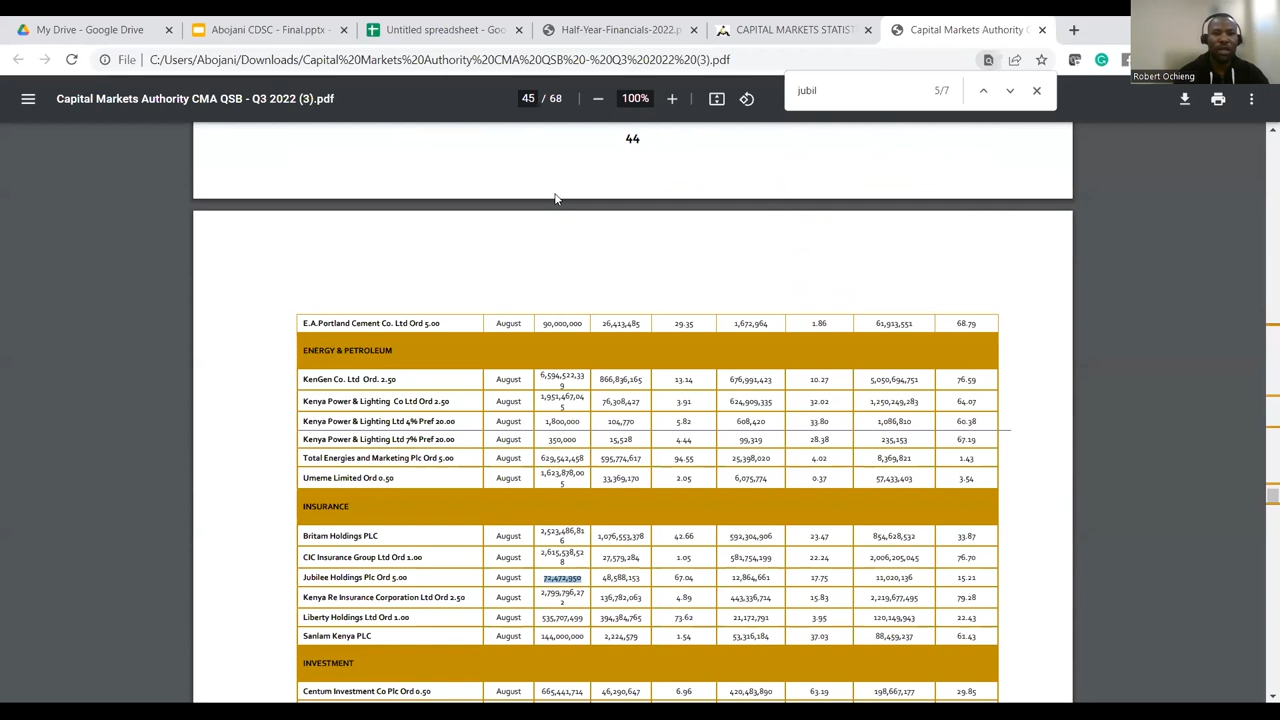 My Drive - Google Drive
Abojani CDSC - Final.pptx
Untitled spreadsheet - Goo
Half-Year-Financials-2022.p
CAPITAL MARKETS STATIST
Capital Markets Authority C
File C:/Users/Abojani/Downloads/Capital%20Markets%20Authority%20CMA%20QSB%20-%20Q3%202022%20(3).pdf
Robert Ochieng
jubil 5/7
Capital Markets Authority CMA QSB - Q3 2022 (3).pdf 45 / 68 100%
44
E.A.Portland Cement Co. Ltd Ord 5.00 August 90,000,000 26,413,485 29.35 1,672,964 1.86 61,913,551 68.79
ENERGY & PETROLEUM
KenGen Co. Ltd Ord. 2.50 August 6,594,522,33 866,836,165 13.14 676,991,423 10.27 5,050,694,751 76.59
9
Kenya Power & Lighting Co Ltd Ord 2.50 August 1,951,467,04 76,308,427 3.91 624,909,335 32.02 1,250,249,283 64.07
5
Kenya Power & Lighting Ltd 4% Pref 20.00 August 1,800,000 104,770 5.82 608,420 33.80 1,086,810 60.38
Kenya Power & Lighting Ltd 7% Pref 20.00 August 350,000 15,528 4.44 99,319 28.38 235,153 67.19
Total Energies and Marketing Plc Ord 5.00 August 629,542,458 595,774,617 94.55 25,398,020 4.02 8,369,821 1.43
Umeme Limited Ord 0.50 August 1,623,878,00 33,369,170 2.05 6,075,774 0.37 57,433,403 3.54
5
INSURANCE
Britam Holdings PLC August 2,523,486,81 1,076,553,378 42.66 592,304,906 23.47 854,628,532 33.87
6
CIC Insurance Group Ltd Ord 1.00 August 2,615,538,52 27,579,284 1.05 581,754,199 22.24 2,006,205,045 76.70
8
Jubilee Holdings Plc Ord 5.00 August 72,472,950 48,588,153 67.04 12,864,661 17.75 11,020,136 15.21
Kenya Re Insurance Corporation Ltd Ord 2.50 August 2,799,796,27 136,782,063 4.89 443,336,714 15.83 2,219,677,495 79.28
2
Liberty Holdings Ltd Ord 1.00 August 535,707,499 394,384,765 73.62 21,172,791 3.95 120,149,943 22.43
Sanlam Kenya PLC August 144,000,000 2,224,579 1.54 53,316,184 37.03 88,459,237 61.43
INVESTMENT
Centum Investment Co Plc Ord 0.50 August 665,441,714 46,290,647 6.96 420,483,890 63.19 198,667,177 29.85